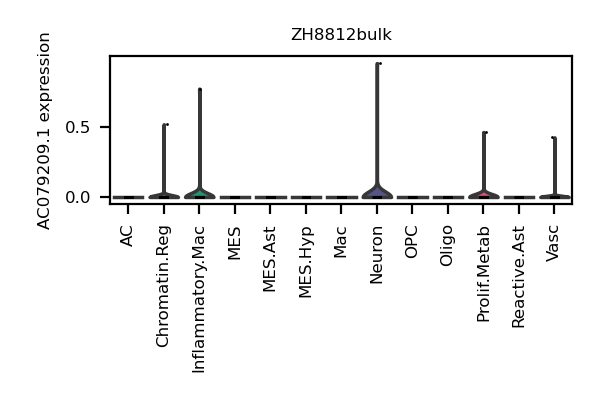 ZH8812bulk
AC079209.1 expression
0.5
0.0
AC
Chromatin.Reg
Inflammatory.Mac
MES
MES.Ast
MES.Hyp
Mac
Neuron
OPC
Oligo
Prolif.Metab
Reactive.Ast
Vasc